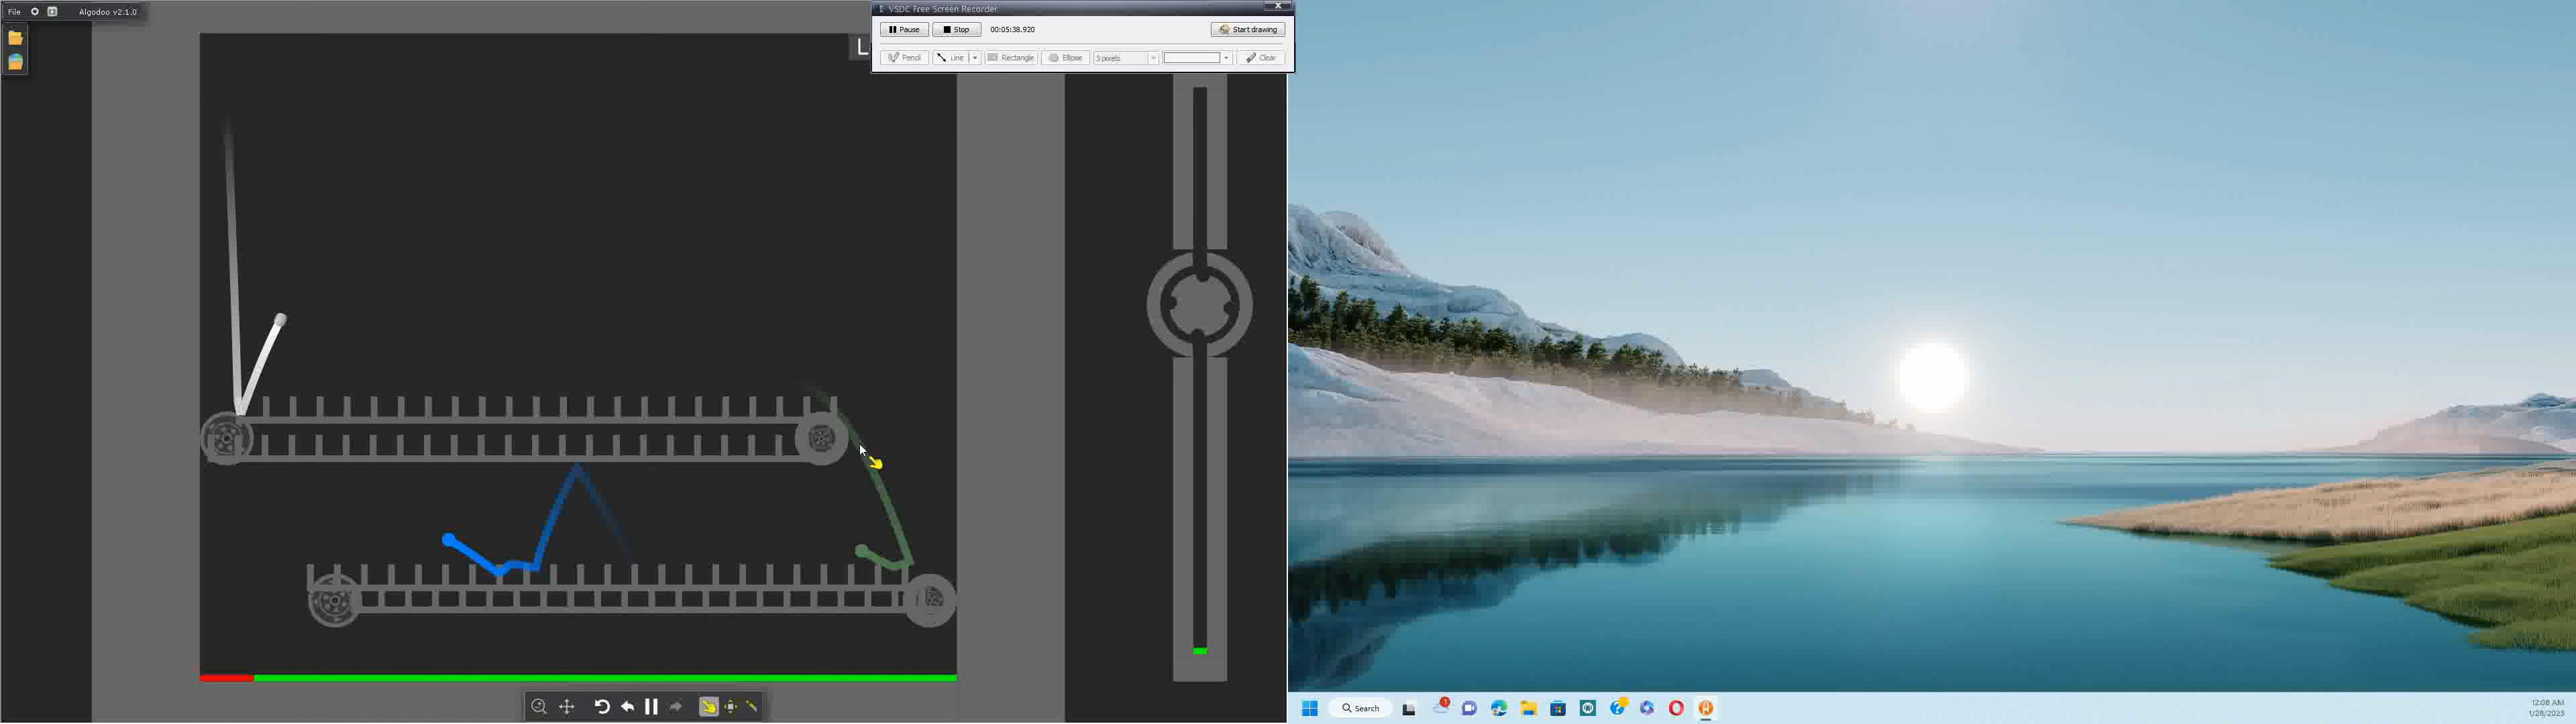 File Algodoo v2.1.0
VSDC Free Screen Recorder
Pause Stop 00:05:38.920 Start drawing
Pencil Line Rectangle Ellipse 3 pixels Clear
L
Search
1
12:08 AM
1/28/2023